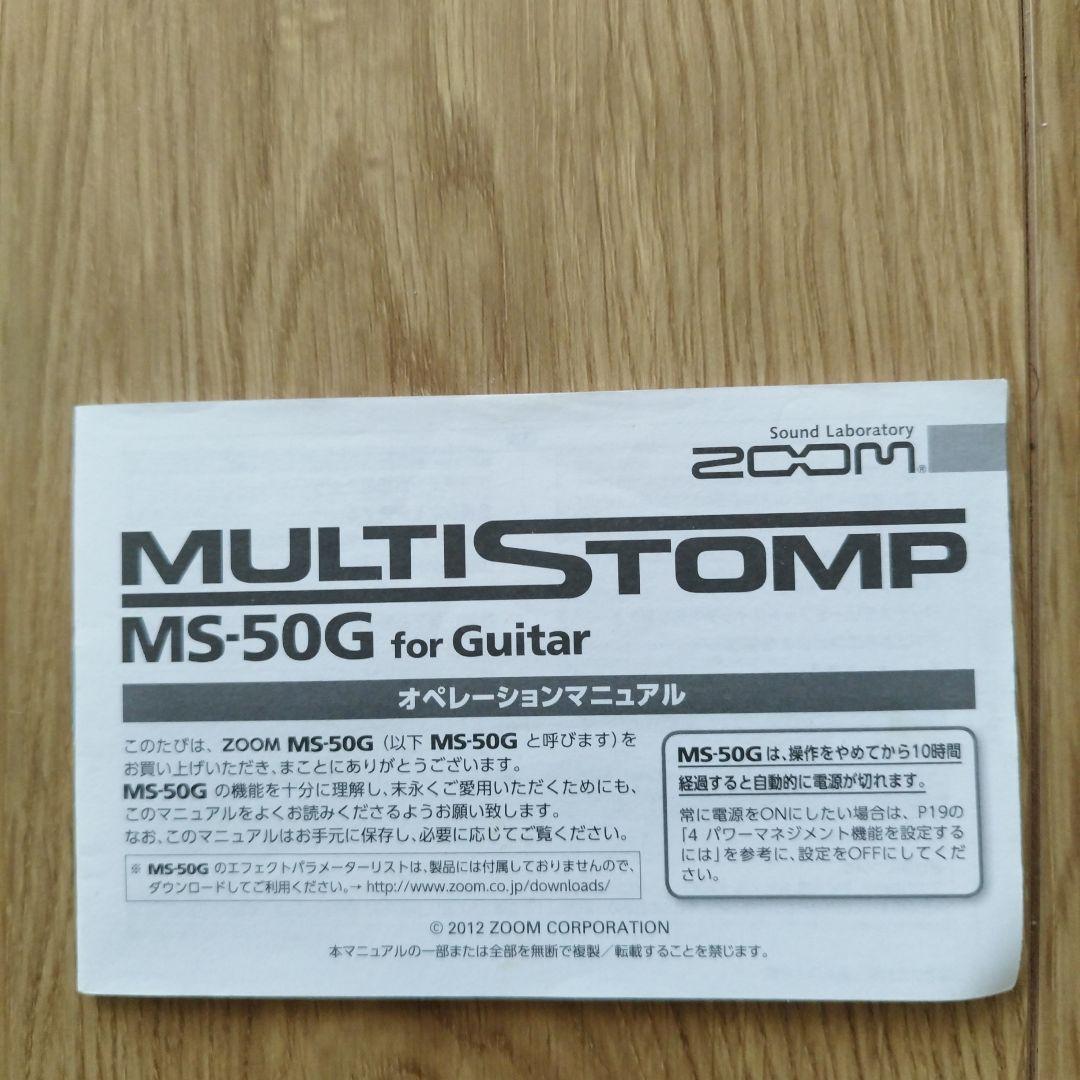 Sound Laboratory
ZOOM®
MULTISTOMP
MS-50G for Guitar
オペレーションマニュアル
このたびは、ZOOM MS-50G（以下 MS-50G と呼びます）を
お買い上げいただき、まことにありがとうございます。
MS-50G の機能を十分に理解し、末永くご愛用いただくためにも、
このマニュアルをよくお読みくださるようお願い致します。
なお、このマニュアルはお手元に保存し、必要に応じてご覧ください。
※ MS-50G のエフェクトパラメーターリストは、製品には付属しておりませんので、
ダウンロードしてご利用ください。→ http://www.zoom.co.jp/downloads/
MS-50G は、操作をやめてから10時間
経過すると自動的に電源が切れます。
常に電源をONにしたい場合は、P19の
「4 パワーマネジメント機能を設定する
には」を参考に、設定をOFFにしてくだ
さい。
© 2012 ZOOM CORPORATION
本マニュアルの一部または全部を無断で複製／転載することを禁じます。